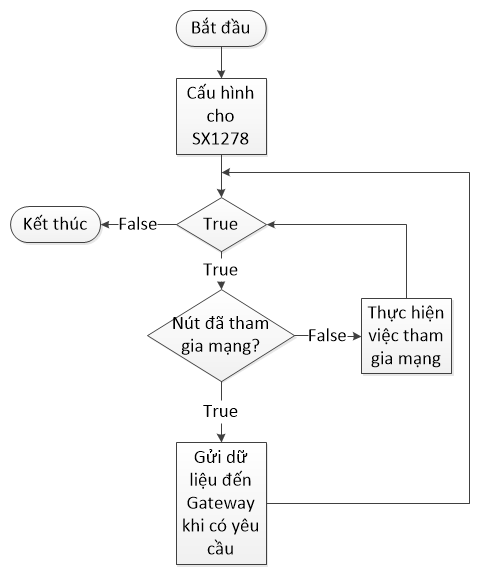 Bắt đầu
Cấu hình
cho
SX1278
Kết thúc
False
True
True
Nút đã tham
gia mạng?
False
Thực hiện
việc tham
gia mạng
True
Gửi dữ
liệu đến
Gateway
khi có yêu
cầu